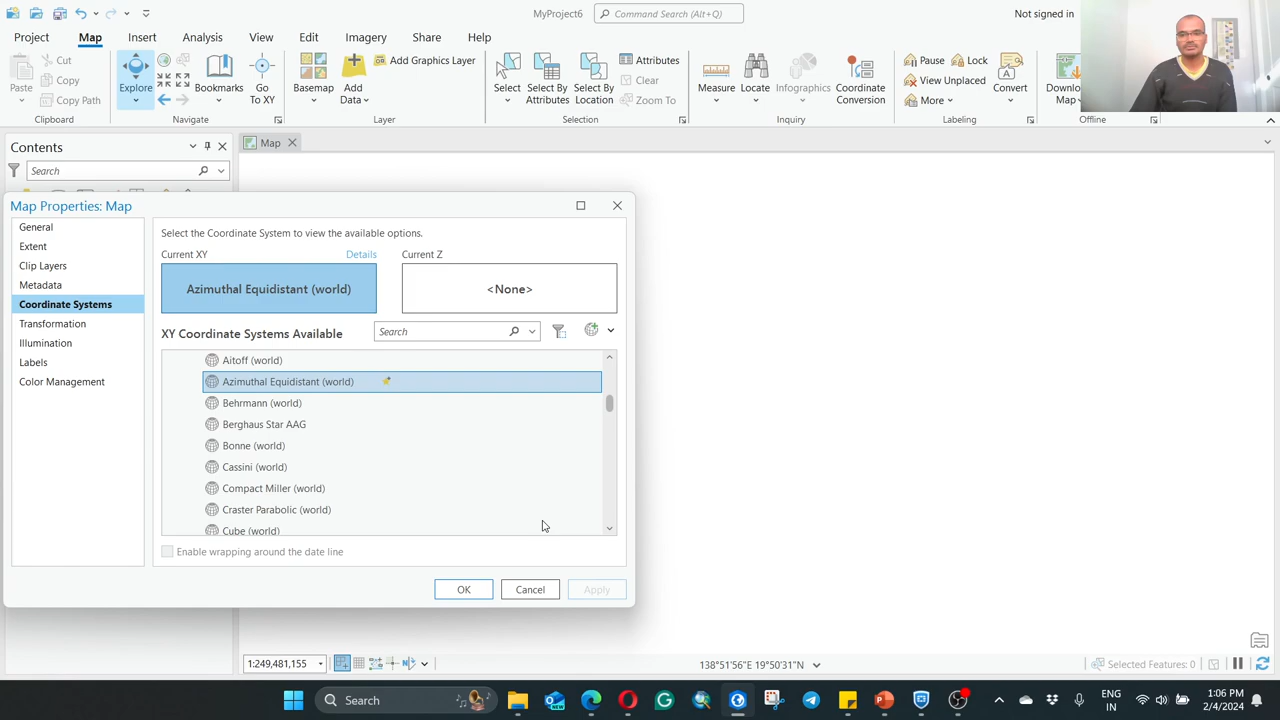 MyProject6
Command Search (Alt+Q)
Not signed in
Project
Map
Insert
Analysis
View
Edit
Imagery
Share
Help
Paste
Cut
Copy
Copy Path
Clipboard
Explore
Bookmarks
Go
To XY
Navigate
Basemap
Add
Data
Add Graphics Layer
Layer
Select
Select By
Attributes
Select By
Location
Attributes
Clear
Zoom To
Selection
Measure
Locate
Infographics
Coordinate
Conversion
Inquiry
Pause
Lock
View Unplaced
More
Convert
Labeling
Map
Offline
Contents
Search
Map
Map Properties: Map
General
Extent
Clip Layers
Metadata
Coordinate Systems
Transformation
Illumination
Labels
Color Management
Select the Coordinate System to view the available options.
Current XY
Details
Current Z
Azimuthal Equidistant (world)
<None>
XY Coordinate Systems Available
Search
Aitoff (world)
Azimuthal Equidistant (world)
Behrmann (world)
Berghaus Star AAG
Bonne (world)
Cassini (world)
Compact Miller (world)
Craster Parabolic (world)
Cube (world)
Enable wrapping around the date line
OK
Cancel
Apply
1:249,481,155
138°51'56"E 19°50'31"N
Selected Features: 0
Search
ENG
IN
1:06 PM
2/4/2024